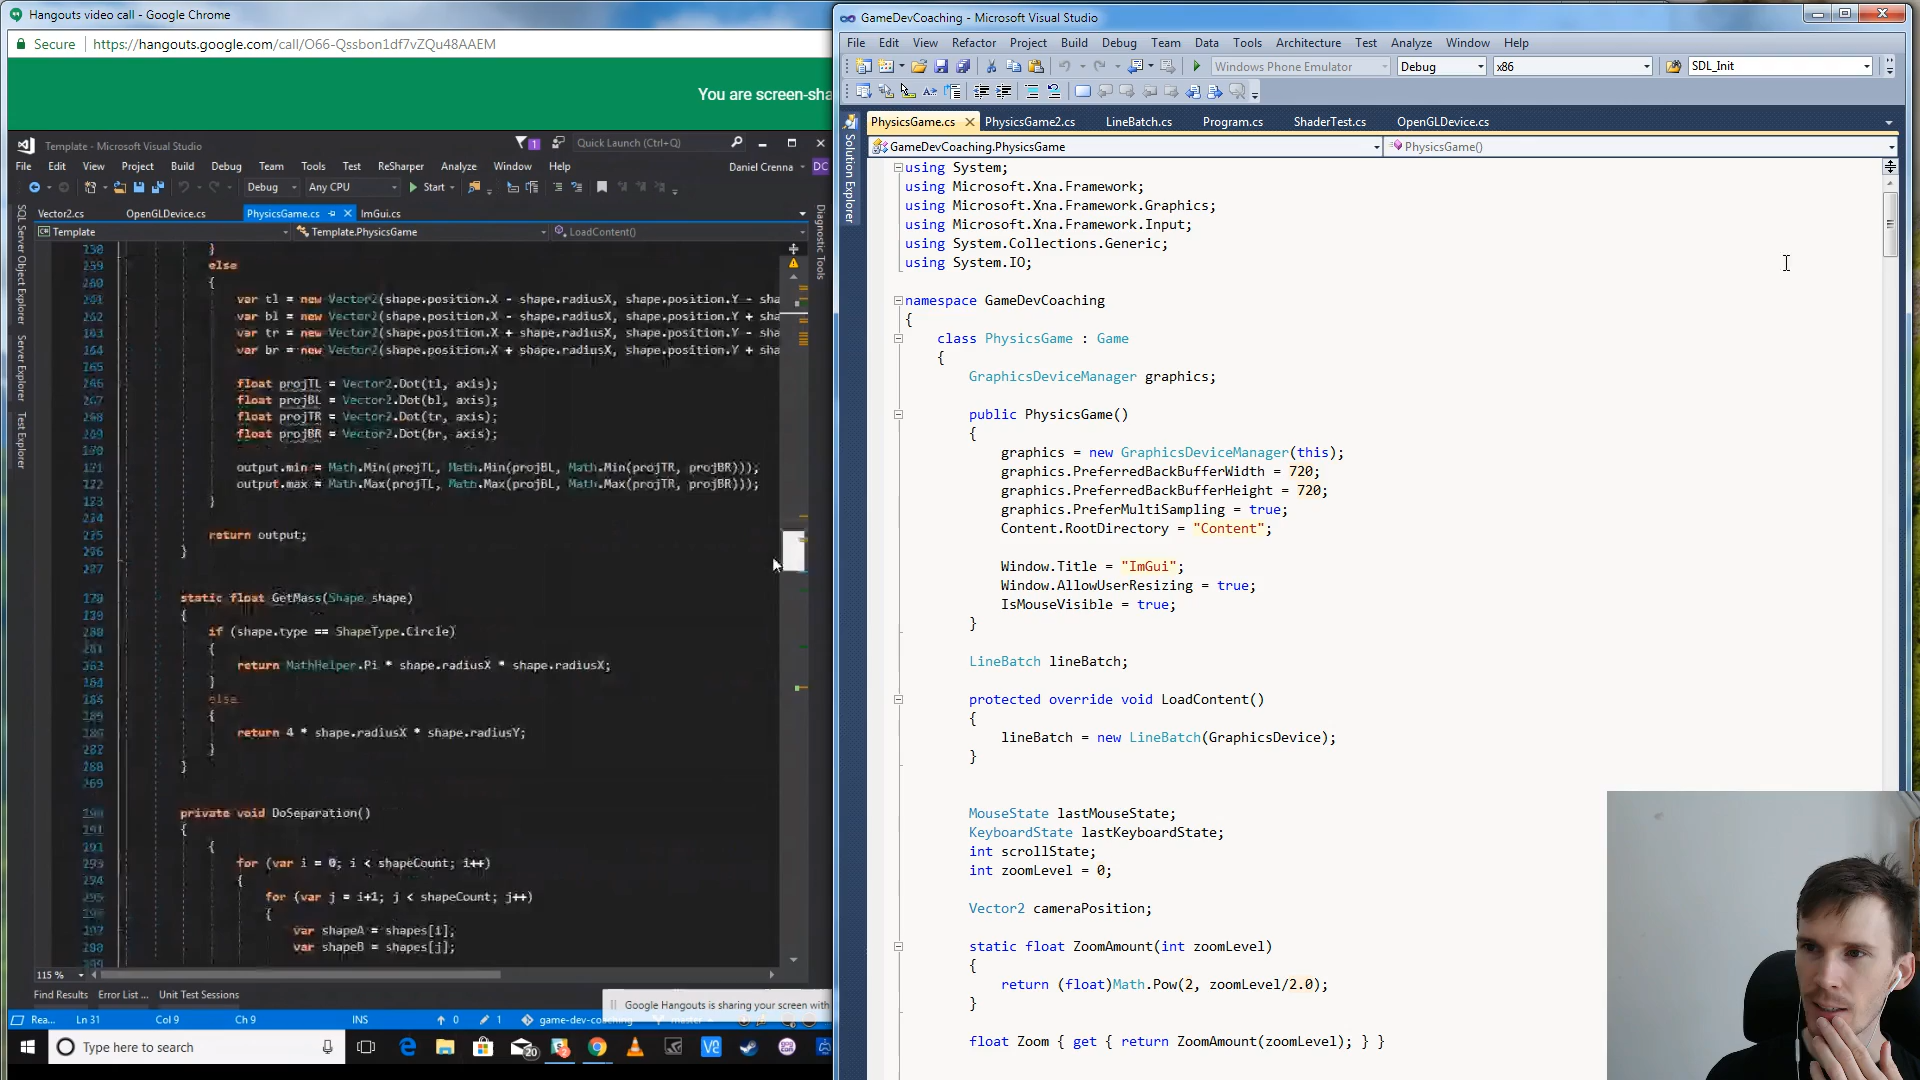 Hangouts video call - Google Chrome
Secure https://hangouts.google.com/call/O66-Qssbon1df7vZQu48AAEM
You are screen-sha
Template - Microsoft Visual Studio
1
Quick Launch (Ctrl+Q)
File Edit View Project Build Debug Team Tools Test ReSharper Analyze Window Help
Daniel Crenna DC
Debug Any CPU Start
Vector2.cs OpenGLDevice.cs PhysicsGame.cs ImGui.cs
Template Template.PhysicsGame LoadContent()
SQL Server Object Explorer
Server Explorer
Test Explorer
Diagnostic Tools
}
else
{
var tl = new Vector2(shape.position.X - shape.radiusX, shape.position.Y - sha
var bl = new Vector2(shape.position.X - shape.radiusX, shape.position.Y + sha
var tr = new Vector2(shape.position.X + shape.radiusX, shape.position.Y - sha
var br = new Vector2(shape.position.X + shape.radiusX, shape.position.Y + sha
float projTL = Vector2.Dot(tl, axis);
float projBL = Vector2.Dot(bl, axis);
float projTR = Vector2.Dot(tr, axis);
float projBR = Vector2.Dot(br, axis);
output.min = Math.Min(projTL, Math.Min(projBL, Math.Min(projTR, projBR)));
output.max = Math.Max(projTL, Math.Max(projBL, Math.Max(projTR, projBR)));
}
return output;
}
static float GetMass(Shape shape)
{
if (shape.type == ShapeType.Circle)
{
return MathHelper.Pi * shape.radiusX * shape.radiusX;
}
else
{
return 4 * shape.radiusX * shape.radiusY;
}
}
private void DoSeparation()
{
{
for (var i = 0; i < shapeCount; i++)
{
for (var j = i+1; j < shapeCount; j++)
{
var shapeA = shapes[i];
var shapeB = shapes[j];
115 %
Find Results Error List ... Unit Test Sessions
Google Hangouts is sharing your screen with
Rea... Ln 31 Col 9 Ch 9 INS 0 1 game-dev-coaching master
Type here to search
20
GameDevCoaching - Microsoft Visual Studio
File Edit View Refactor Project Build Debug Team Data Tools Architecture Test Analyze Window Help
Windows Phone Emulator Debug x86 SDL_Init
PhysicsGame.cs PhysicsGame2.cs LineBatch.cs Program.cs ShaderTest.cs OpenGLDevice.cs
GameDevCoaching.PhysicsGame PhysicsGame()
Solution Explorer
using System;
using Microsoft.Xna.Framework;
using Microsoft.Xna.Framework.Graphics;
using Microsoft.Xna.Framework.Input;
using System.Collections.Generic;
using System.IO;
namespace GameDevCoaching
{
class PhysicsGame : Game
{
GraphicsDeviceManager graphics;
public PhysicsGame()
{
graphics = new GraphicsDeviceManager(this);
graphics.PreferredBackBufferWidth = 720;
graphics.PreferredBackBufferHeight = 720;
graphics.PreferMultiSampling = true;
Content.RootDirectory = "Content";
Window.Title = "ImGui";
Window.AllowUserResizing = true;
IsMouseVisible = true;
}
LineBatch lineBatch;
protected override void LoadContent()
{
lineBatch = new LineBatch(GraphicsDevice);
}
MouseState lastMouseState;
KeyboardState lastKeyboardState;
int scrollState;
int zoomLevel = 0;
Vector2 cameraPosition;
static float ZoomAmount(int zoomLevel)
{
return (float)Math.Pow(2, zoomLevel/2.0);
}
float Zoom { get { return ZoomAmount(zoomLevel); } }